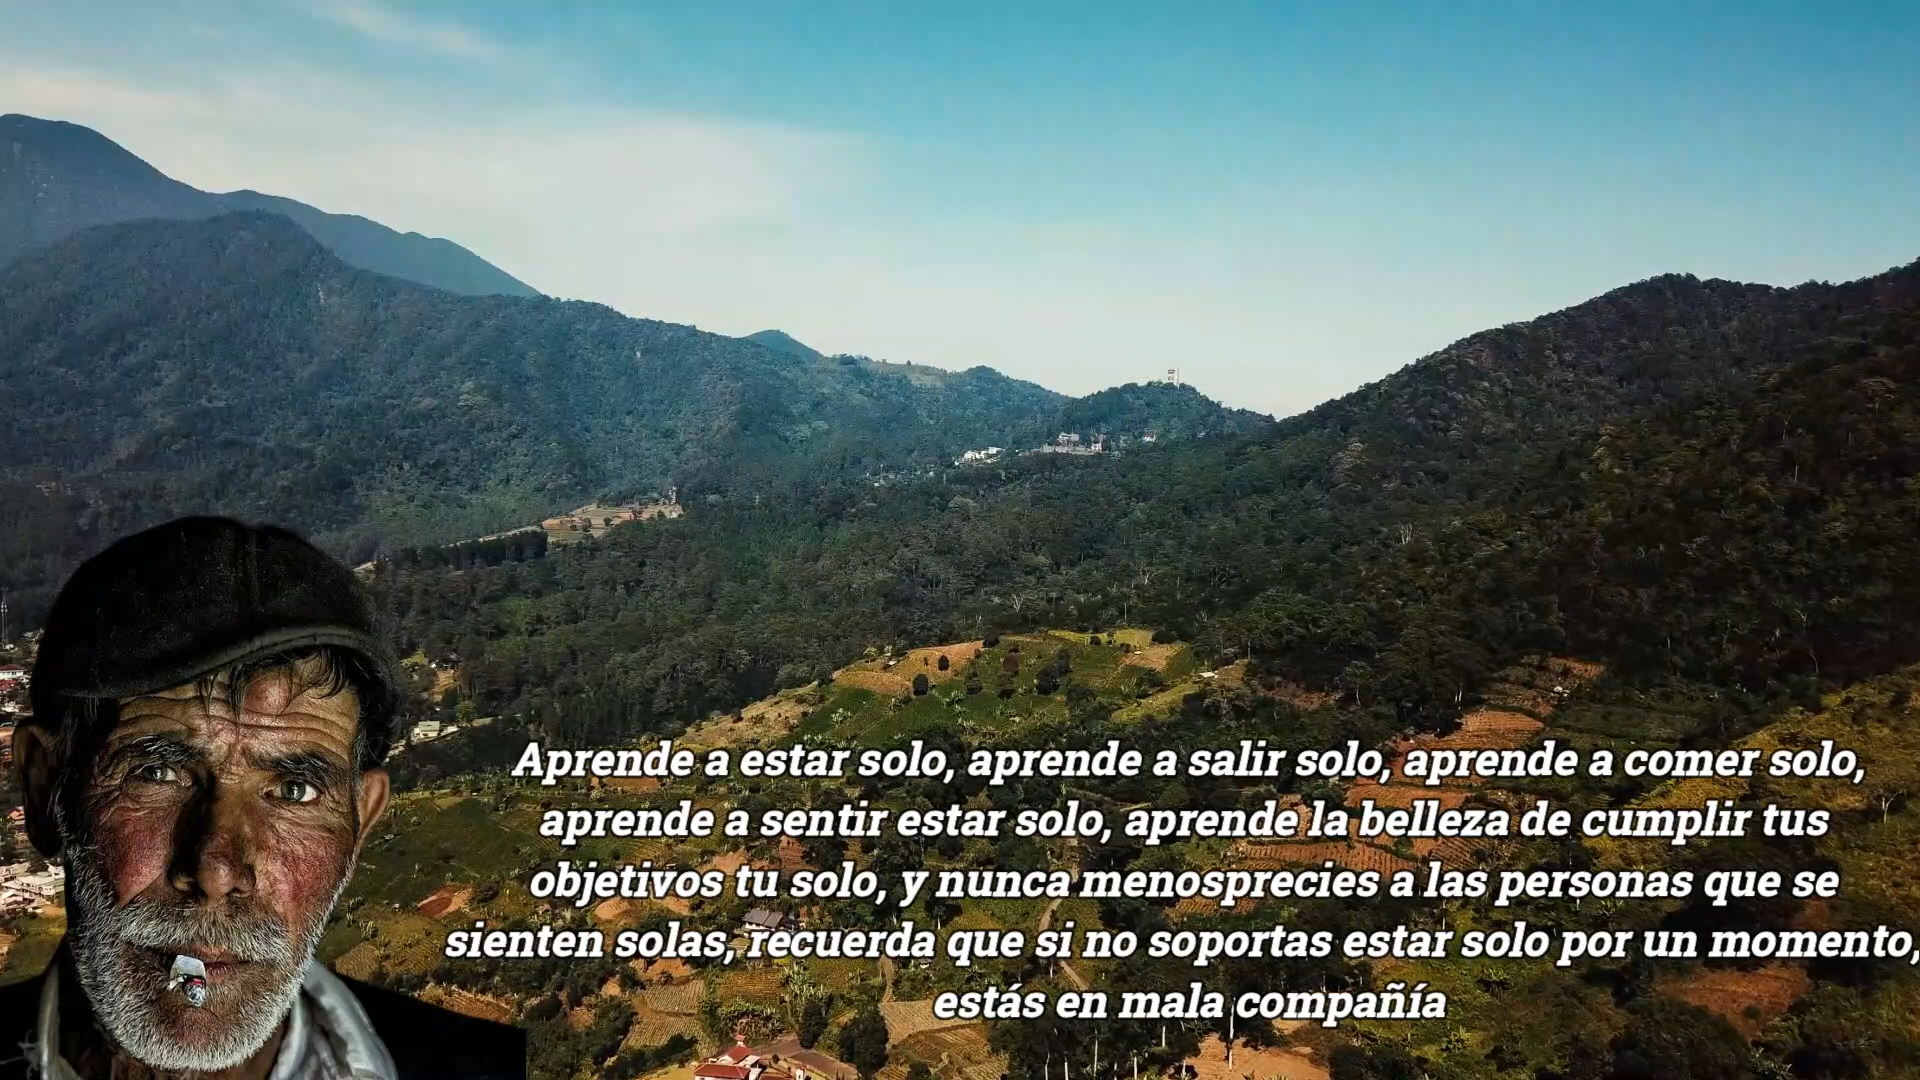 Aprende a estar solo, aprende a salir solo, aprende a comer solo,
aprende a sentir estar solo, aprende la belleza de cumplir tus
objetivos tu solo, y nunca menosprecies a las personas que se
sienten solas, recuerda que si no soportas estar solo por un momento,
estás en mala compañía